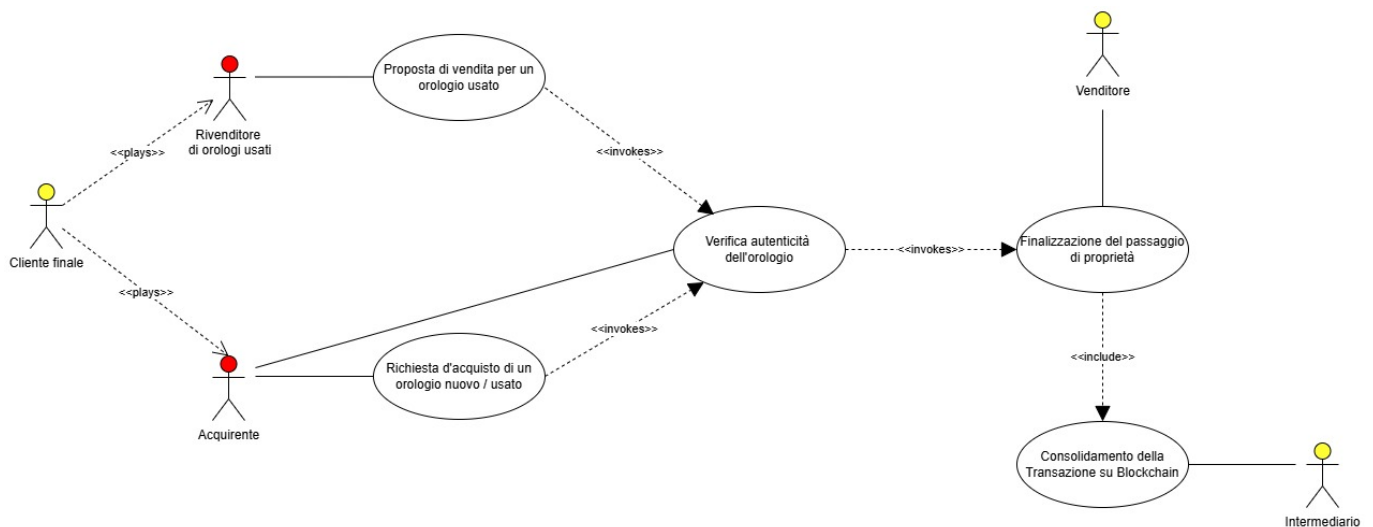 Venditore
Proposta di vendita per un
orologio usato
Rivenditore
di orologi usati
<<plays>>
<<invokes>>
Cliente finale
<<plays>>
Verifica autenticità
dell'orologio
<<invokes>>
Finalizzazione del passaggio
di proprietà
<<invokes>>
Richiesta d'acquisto di un
orologio nuovo / usato
Acquirente
<<include>>
Consolidamento della
Transazione su Blockchain
Intermediario